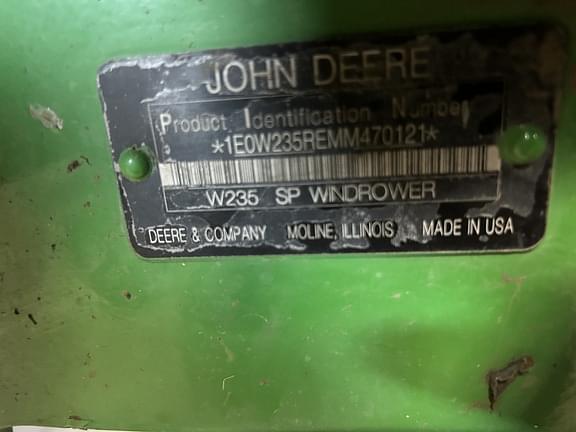 JOHN DEERE
Product Identification Number
*1E0W235REMM470121*
W235 SP WINDROWER
DEERE & COMPANY MOLINE, ILLINOIS MADE IN USA